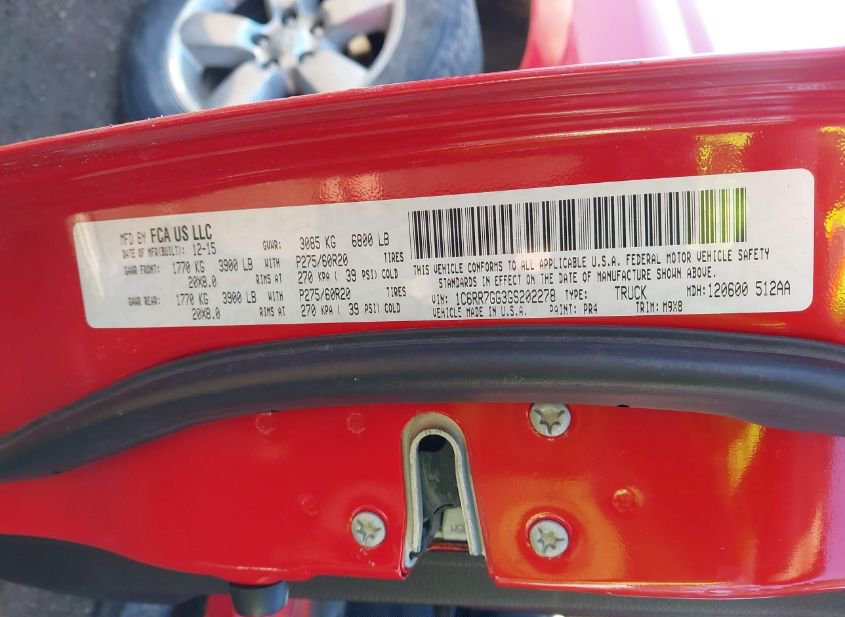 MFD BY FCA US LLC
DATE OF MFR(BUILT): 12-15 GVWR: 3085 KG 6800 LB
GAWR FRONT: 1770 KG 3900 LB WITH P275/60R20 TIRES
20X8.0 RIMS AT 270 KPA ( 39 PSI) COLD
GAWR REAR: 1770 KG 3900 LB WITH P275/60R20 TIRES
20X8.0 RIMS AT 270 KPA ( 39 PSI) COLD
THIS VEHICLE CONFORMS TO ALL APPLICABLE U.S.A. FEDERAL MOTOR VEHICLE SAFETY
STANDARDS IN EFFECT ON THE DATE OF MANUFACTURE SHOWN ABOVE.
VIN: 1C6RR7GG3GS202278 TYPE: TRUCK MDH: 120600 512AA
VEHICLE MADE IN U.S.A. PAINT: PR4 TRIM: M9X8